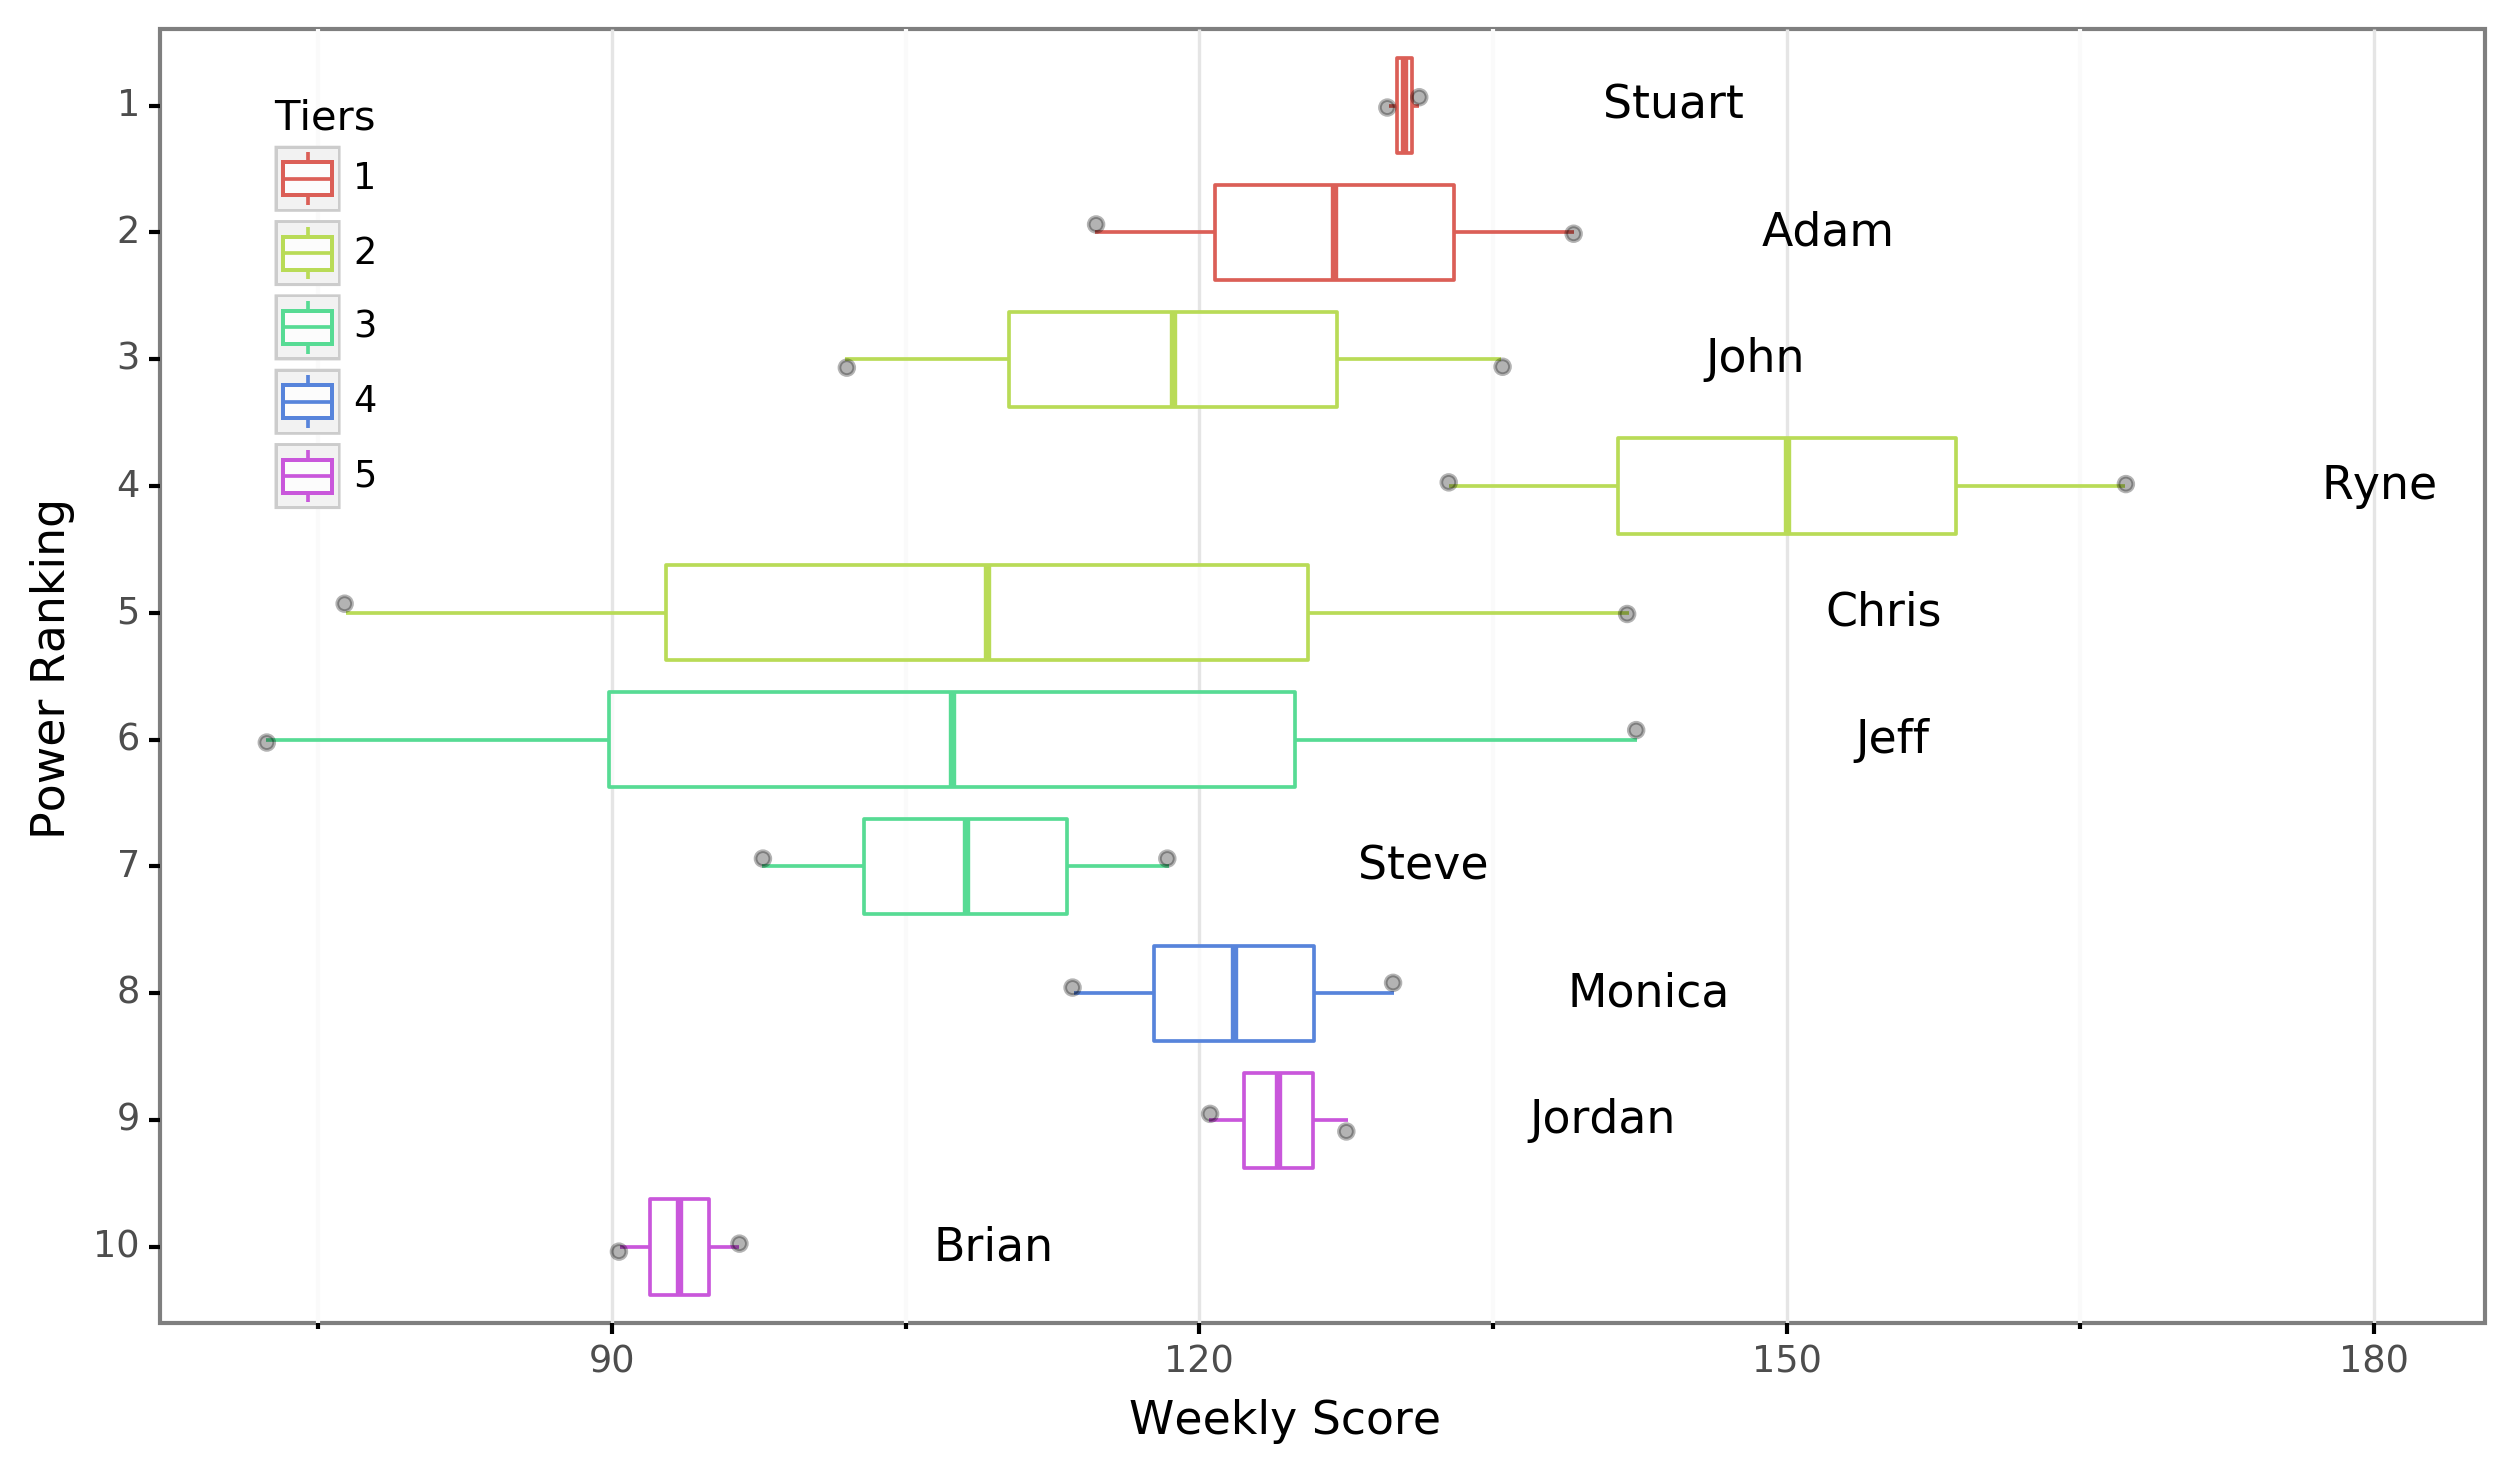 Tiers
1
2
3
4
5
Power Ranking
1
2
3
4
5
6
7
8
9
10
Stuart
Adam
John
Ryne
Chris
Jeff
Steve
Monica
Jordan
Brian
90 120 150 180
Weekly Score